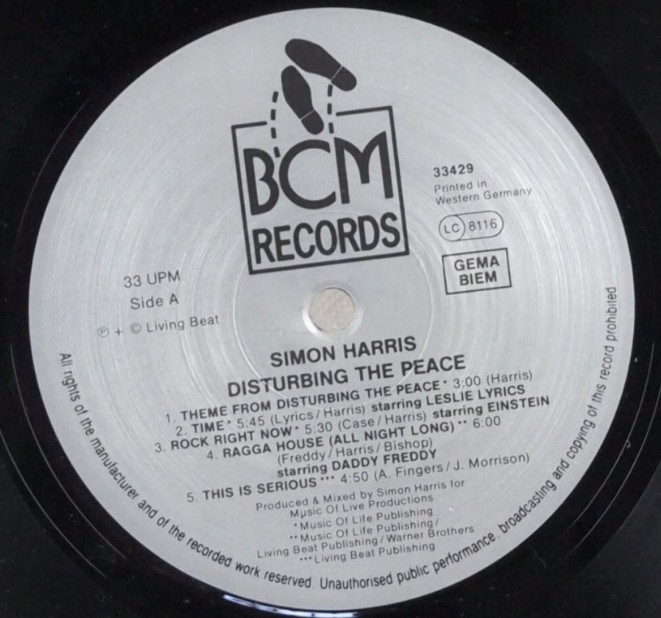 BCM
RECORDS
33429
Printed in
Western Germany
LC 8116
GEMA
BIEM
33 UPM
Side A
℗ + © Living Beat
SIMON HARRIS
DISTURBING THE PEACE
1. THEME FROM DISTURBING THE PEACE * 3:00 (Harris)
2. TIME * 5:45 (Lyrics/Harris) starring LESLIE LYRICS
3. ROCK RIGHT NOW * 5:30 (Case/Harris) starring EINSTEIN
4. RAGGA HOUSE (ALL NIGHT LONG) ** 6:00
(Freddy/Harris/Bishop)
starring DADDY FREDDY
5. THIS IS SERIOUS *** 4:50 (A. Fingers/J. Morrison)
Produced & Mixed by Simon Harris for
Music Of Live Productions
*Music Of Life Publishing
**Music Of Life Publishing/
Living Beat Publishing/Warner Brothers
***Living Beat Publishing
All rights of the manufacturer and of the recorded work reserved. Unauthorised public performance, broadcasting and copying of this record prohibited